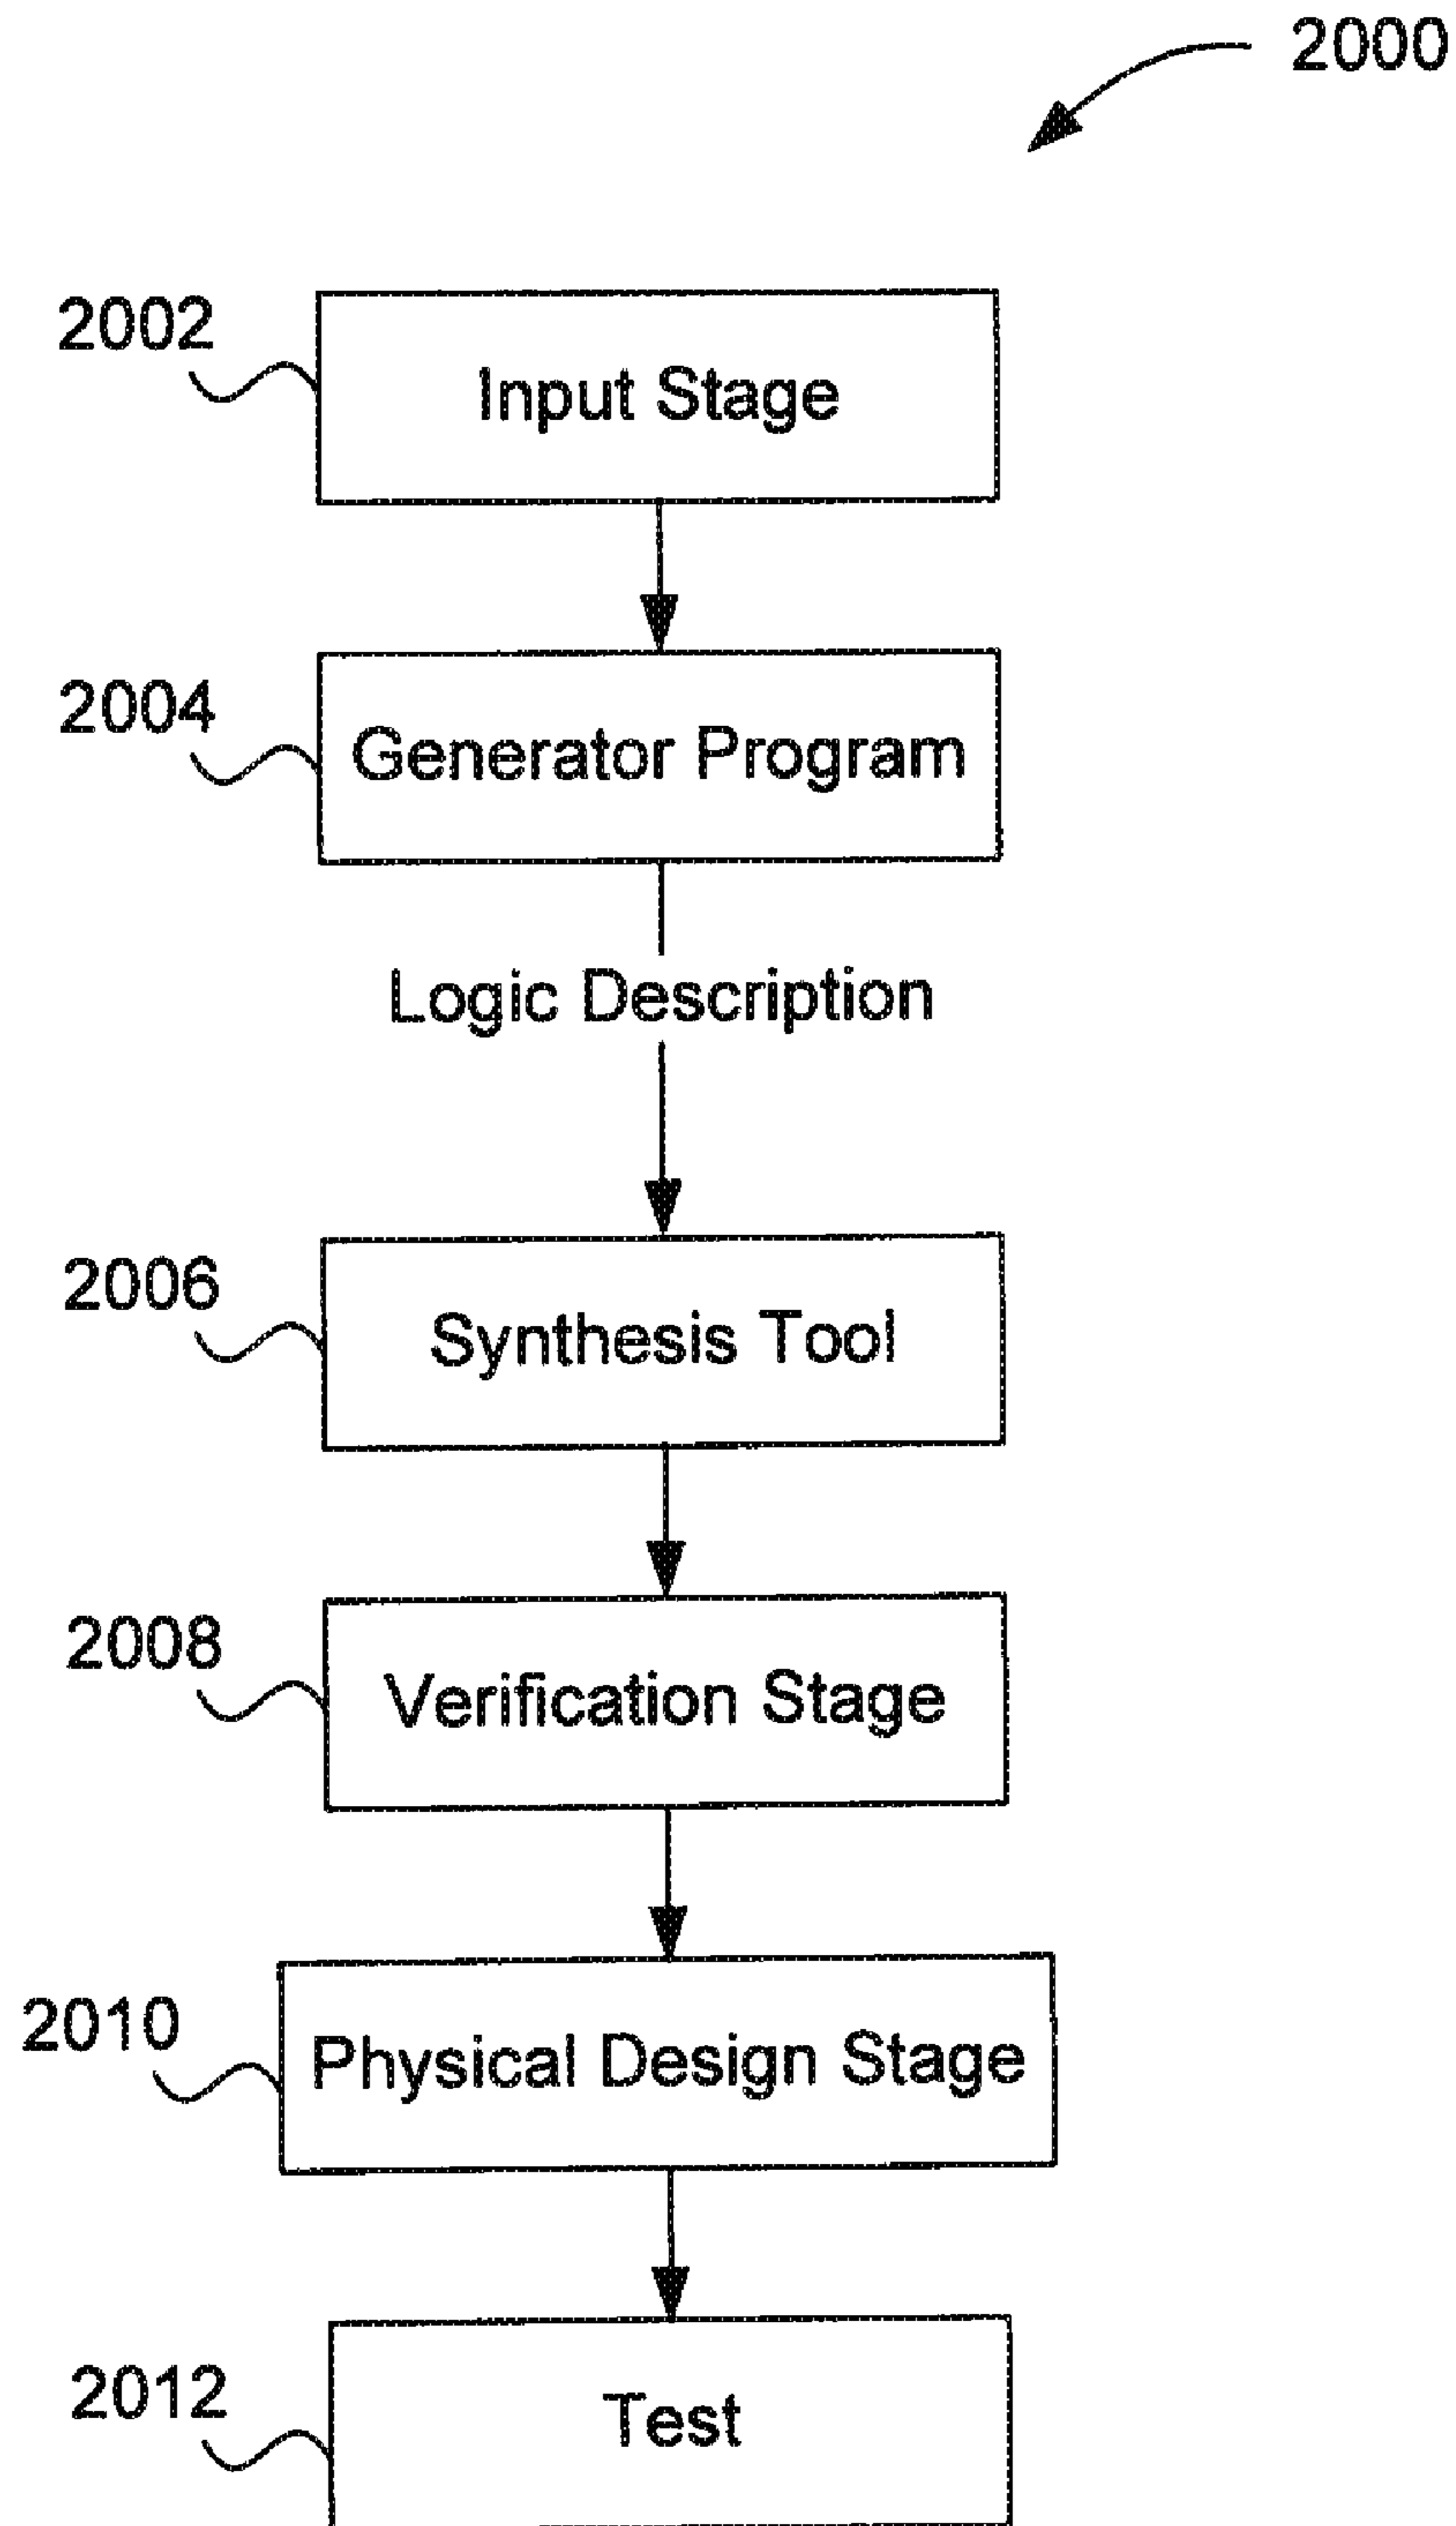 2000
2002
Input Stage
2004
Generator Program
Logic Description
2006
Synthesis Tool
2008
Verification Stage
2010
Physical Design Stage
2012
Test